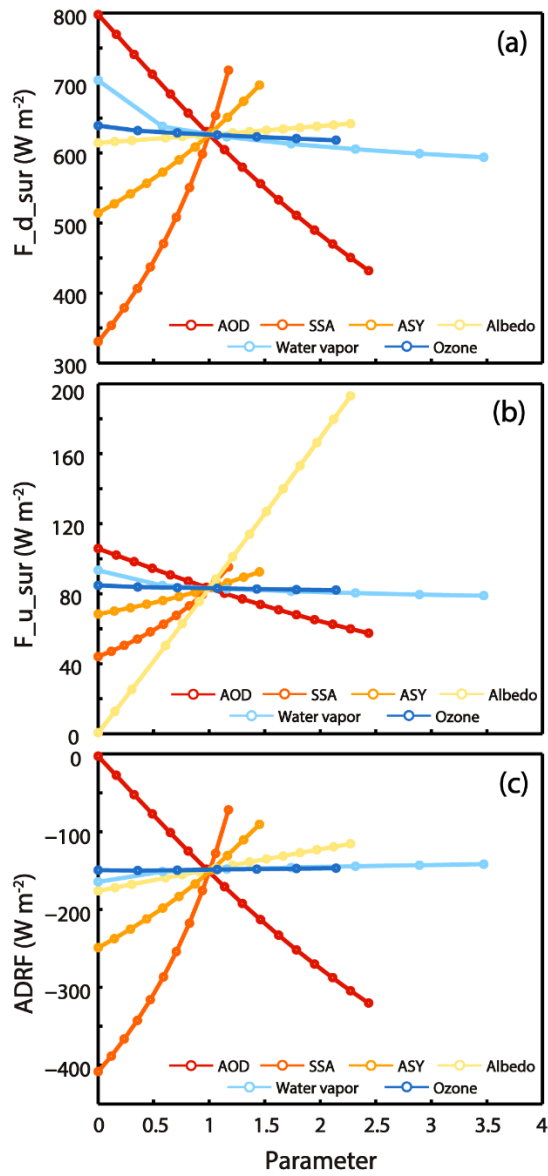 (a)
800
700
600
500
400
300
F_d_sur (W m-2)
AOD SSA ASY Albedo
Water vapor Ozone
(b)
200
160
120
80
40
0
F_u_sur (W m-2)
AOD SSA ASY Albedo
Water vapor Ozone
(c)
0
−100
−200
−300
−400
ADRF (W m-2)
AOD SSA ASY Albedo
Water vapor Ozone
0 0.5 1 1.5 2 2.5 3 3.5 4
Parameter